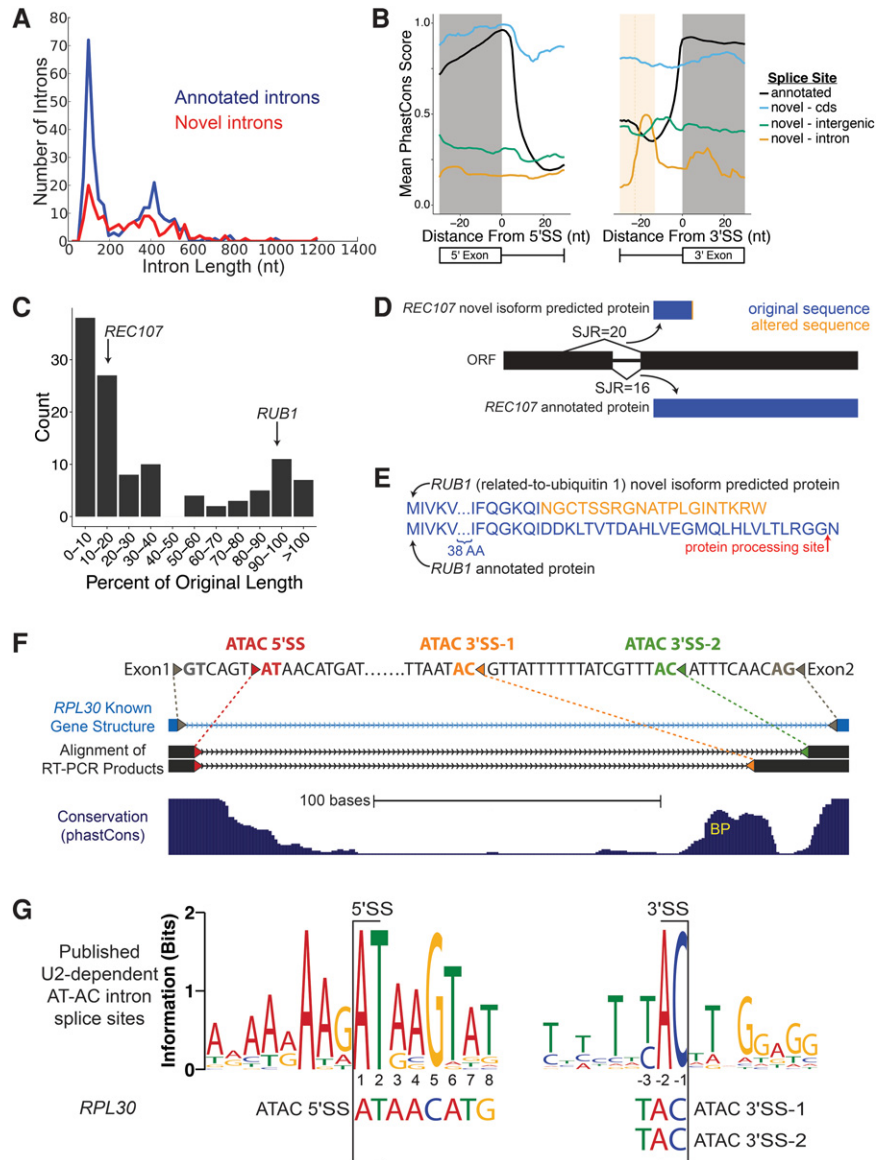 A
Number of Introns
80
70
60
50
40
30
20
10
0
Annotated introns
Novel introns
0 200 400 600 800 1000 1200 1400
Intron Length (nt)
B
Mean PhastCons Score
1.0
0.5
0.0
−20 0 20
−20 0 20
Distance From 5'SS (nt)
Distance From 3'SS (nt)
5' Exon
3' Exon
Splice Site
annotated
novel - cds
novel - intergenic
novel - intron
C
Count
30
20
10
0
REC107
RUB1
0−10 10−20 20−30 30−40 40−50 50−60 60−70 70−80 80−90 90−100 >100
Percent of Original Length
D
REC107 novel isoform predicted protein
original sequence
altered sequence
SJR=20
ORF
SJR=16
REC107 annotated protein
E
RUB1 (related-to-ubiquitin 1) novel isoform predicted protein
MIVKV...IFQGKQINGCTSSRGNATPLGINTKRW
MIVKV...IFQGKQIDDKLTVTDAHLVEGMQLHLVLTLRGGN
38 AA
protein processing site
RUB1 annotated protein
F
ATAC 5'SS
ATAC 3'SS-1
ATAC 3'SS-2
Exon1 GTCAGT ATAACATGAT.......TTAAT AC GTTATTTTTTATCGTTT AC ATTTCAACAG Exon2
RPL30 Known
Gene Structure
Alignment of
RT-PCR Products
100 bases
Conservation
(phastCons)
BP
G
Published
U2-dependent
AT-AC intron
splice sites
Information (Bits)
2
1
0
5'SS
3'SS
1 2 3 4 5 6 7 8
-3 -2 -1
RPL30
ATAC 5'SS ATAACATG
TAC ATAC 3'SS-1
TAC ATAC 3'SS-2